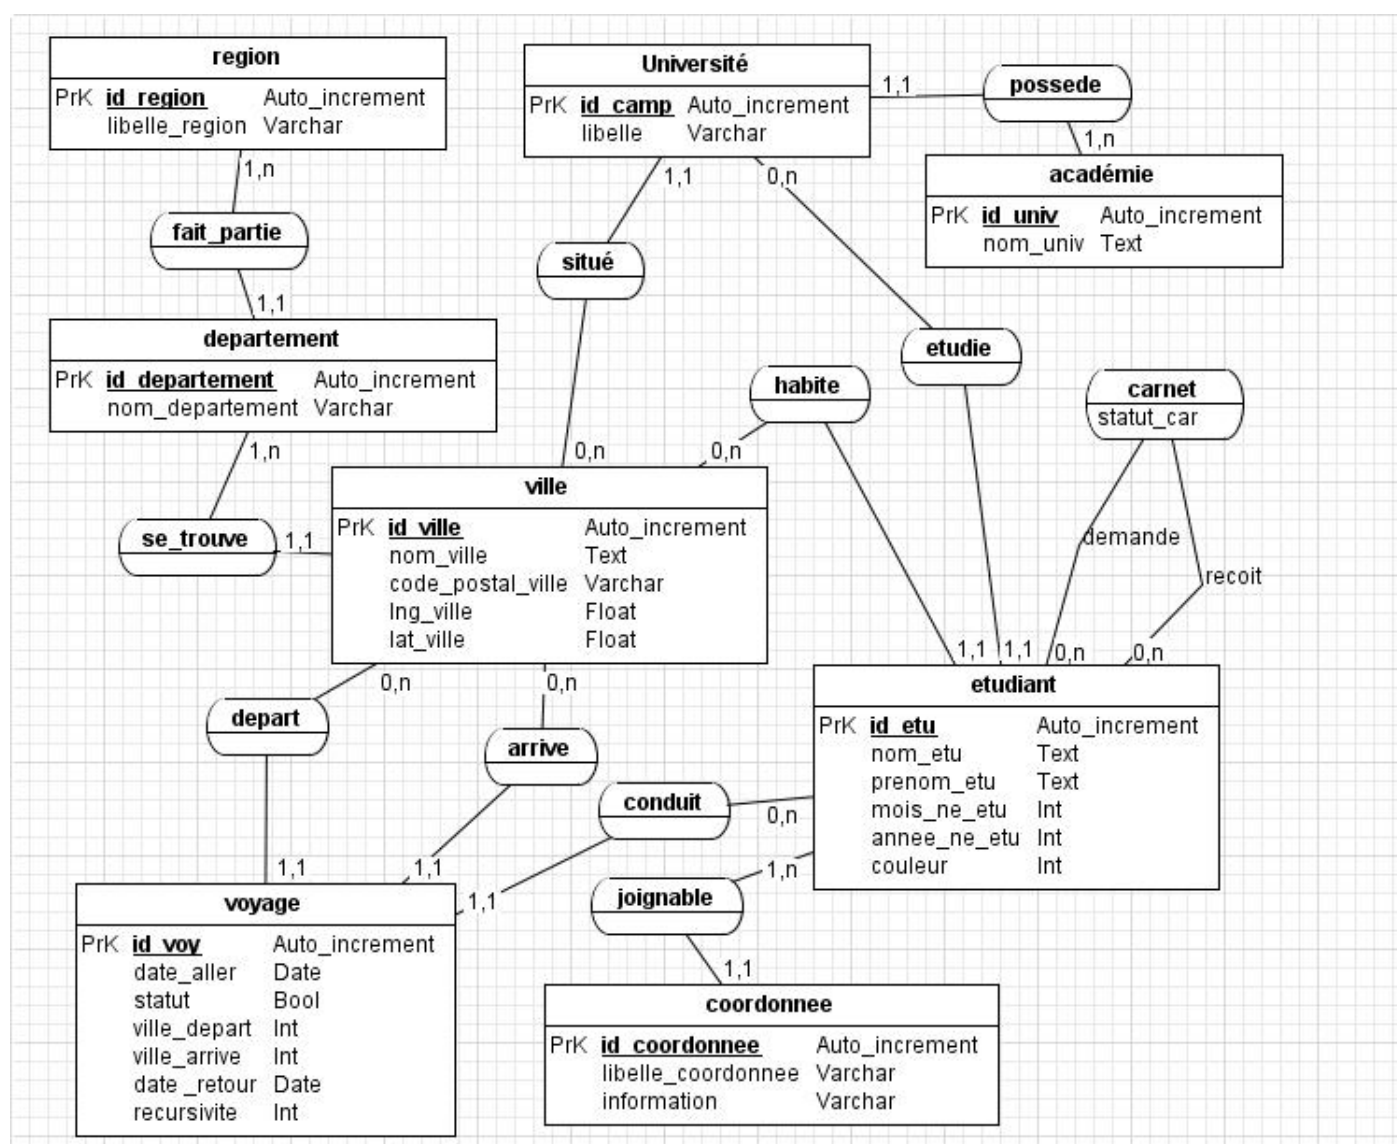 region
PrK id_region Auto_increment
libelle_region Varchar
1,n
fait_partie
1,1
departement
PrK id_departement Auto_increment
nom_departement Varchar
1,n
se_trouve
1,1
Université
PrK id_camp Auto_increment
libelle Varchar
1,1
possede
1,n
académie
PrK id_univ Auto_increment
nom_univ Text
1,1
0,n
situé
0,n
etudie
habite
0,n
carnet
statut_car
demande
recoit
ville
PrK id_ville Auto_increment
nom_ville Text
code_postal_ville Varchar
lng_ville Float
lat_ville Float
0,n
0,n
depart
arrive
1,1
1,1
1,1 1,1 0,n 0,n
etudiant
PrK id_etu Auto_increment
nom_etu Text
prenom_etu Text
mois_ne_etu Int
annee_ne_etu Int
couleur Int
conduit
0,n
1,1
1,n
joignable
1,1
voyage
PrK id_voy Auto_increment
date_aller Date
statut Bool
ville_depart Int
ville_arrive Int
date _retour Date
recursivite Int
coordonnee
PrK id_coordonnee Auto_increment
libelle_coordonnee Varchar
information Varchar